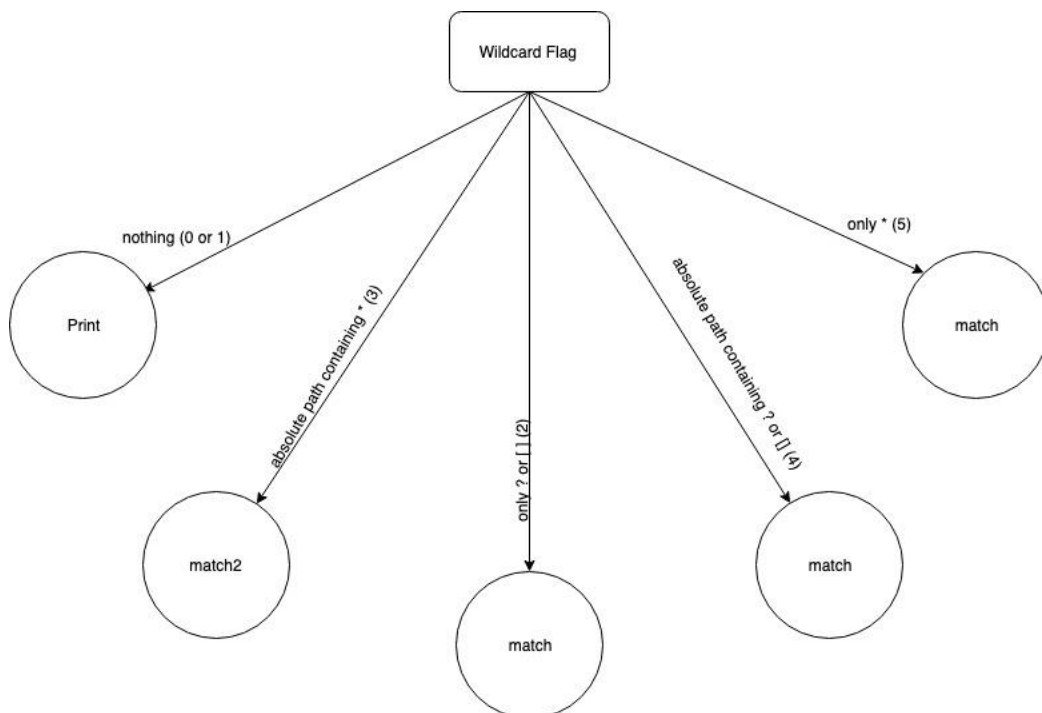 Wildcard Flag
nothing (0 or 1)
only * (5)
absolute path containing * (3)
absolute path containing ? or [] (4)
only ? or [ ] (2)
Print
match
match2
match
match